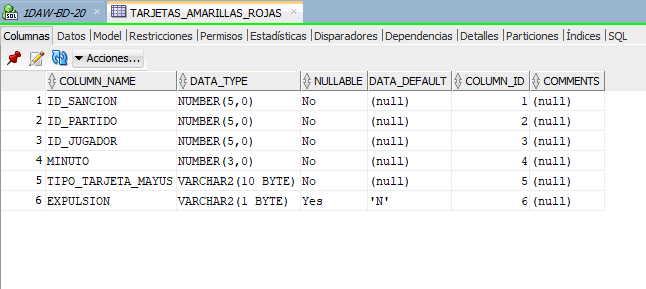 IDAW-BD-20 × TARJETAS_AMARILLAS_ROJAS ×
Columnas Datos Model Restricciones Permisos Estadísticas Disparadores Dependencias Detalles Particiones Índices SQL
Acciones...
COLUMN_NAME DATA_TYPE NULLABLE DATA_DEFAULT COLUMN_ID COMMENTS
1 ID_SANCION NUMBER(5,0) No (null) 1 (null)
2 ID_PARTIDO NUMBER(5,0) No (null) 2 (null)
3 ID_JUGADOR NUMBER(5,0) No (null) 3 (null)
4 MINUTO NUMBER(3,0) No (null) 4 (null)
5 TIPO_TARJETA_MAYUS VARCHAR2(10 BYTE) No (null) 5 (null)
6 EXPULSION VARCHAR2(1 BYTE) Yes 'N' 6 (null)